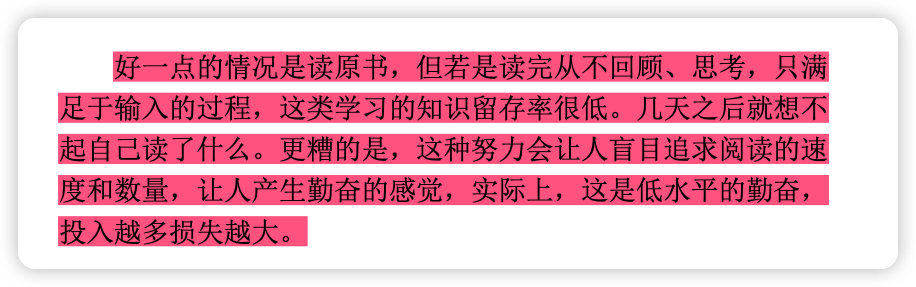 好一点的情况是读原书，但若是读完从不回顾、思考，只满
足于输入的过程，这类学习的知识留存率很低。几天之后就想不
起自己读了什么。更糟的是，这种努力会让人盲目追求阅读的速
度和数量，让人产生勤奋的感觉，实际上，这是低水平的勤奋，
投入越多损失越大。